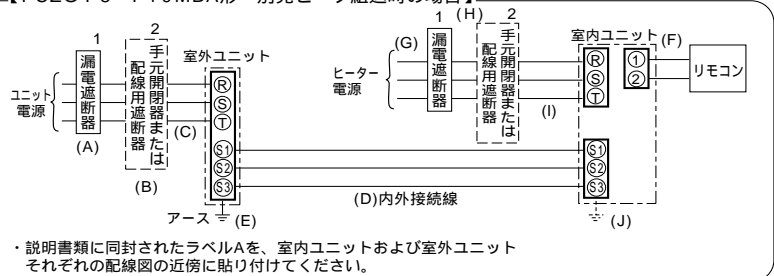 1
2
漏電遮断器
手元開閉器または
配線用遮断器
室外ユニット
ユニット
電源
R
S
T
S1
S2
S3
(A)
(B)
(C)
アース
(E)
(D)内外接続線
1
(H)
2
(G)
漏電遮断器
手元開閉器または
配線用遮断器
ヒーター
電源
(I)
室内ユニット
(F)
R
S
T
1
2
リモコン
S1
S2
S3
(J)
・説明書類に同封されたラベルAを、室内ユニットおよび室外ユニット
それぞれの配線図の近傍に貼り付けてください。